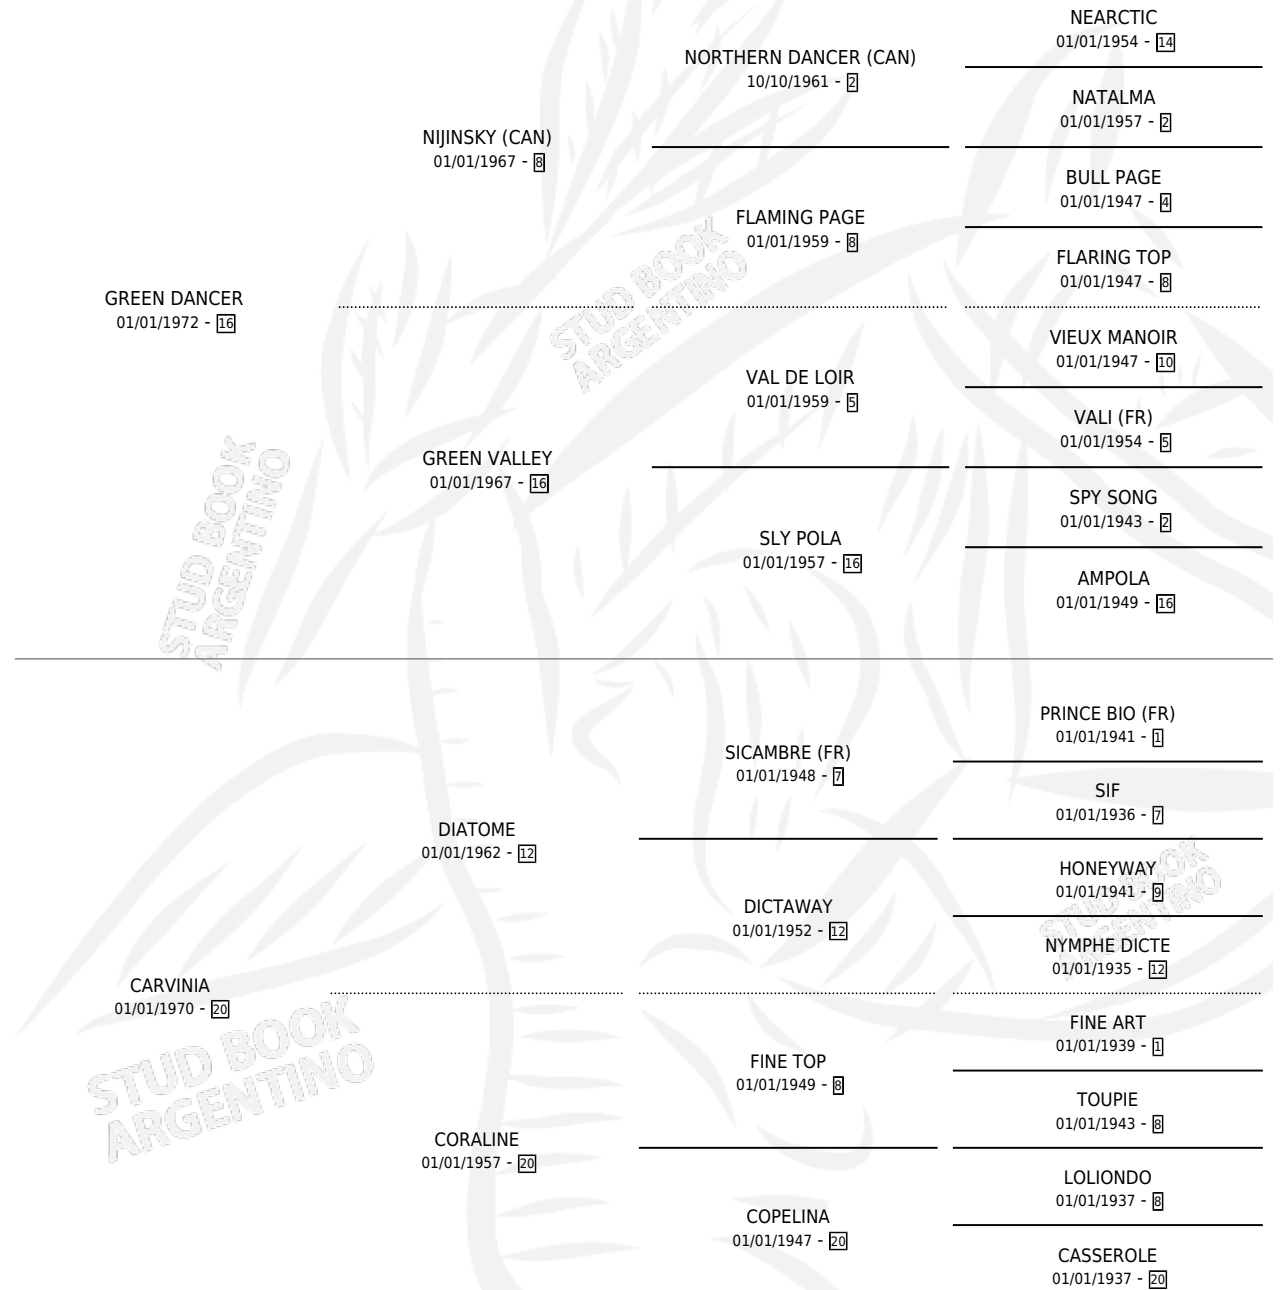 NEARCTIC
01/01/1954 - 14
NORTHERN DANCER (CAN)
10/10/1961 - 2
NATALMA
01/01/1957 - 2
NIJINSKY (CAN)
01/01/1967 - 8
BULL PAGE
01/01/1947 - 4
FLAMING PAGE
01/01/1959 - 8
FLARING TOP
01/01/1947 - 8
GREEN DANCER
01/01/1972 - 16
VIEUX MANOIR
01/01/1947 - 10
VAL DE LOIR
01/01/1959 - 5
VALI (FR)
01/01/1954 - 5
GREEN VALLEY
01/01/1967 - 16
SPY SONG
01/01/1943 - 2
SLY POLA
01/01/1957 - 16
AMPOLA
01/01/1949 - 16
PRINCE BIO (FR)
01/01/1941 - 1
SICAMBRE (FR)
01/01/1948 - 7
SIF
01/01/1936 - 7
DIATOME
01/01/1962 - 12
HONEYWAY
01/01/1941 - 9
DICTAWAY
01/01/1952 - 12
NYMPHE DICTE
01/01/1935 - 12
CARVINIA
01/01/1970 - 20
FINE ART
01/01/1939 - 1
FINE TOP
01/01/1949 - 8
TOUPIE
01/01/1943 - 8
CORALINE
01/01/1957 - 20
LOLIONDO
01/01/1937 - 8
COPELINA
01/01/1947 - 20
CASSEROLE
01/01/1937 - 20
STUD BOOK
ARGENTINO
STUD BOOK
ARGENTINO
STUD BOOK
ARGENTINO
STUD BOOK
ARGENTINO